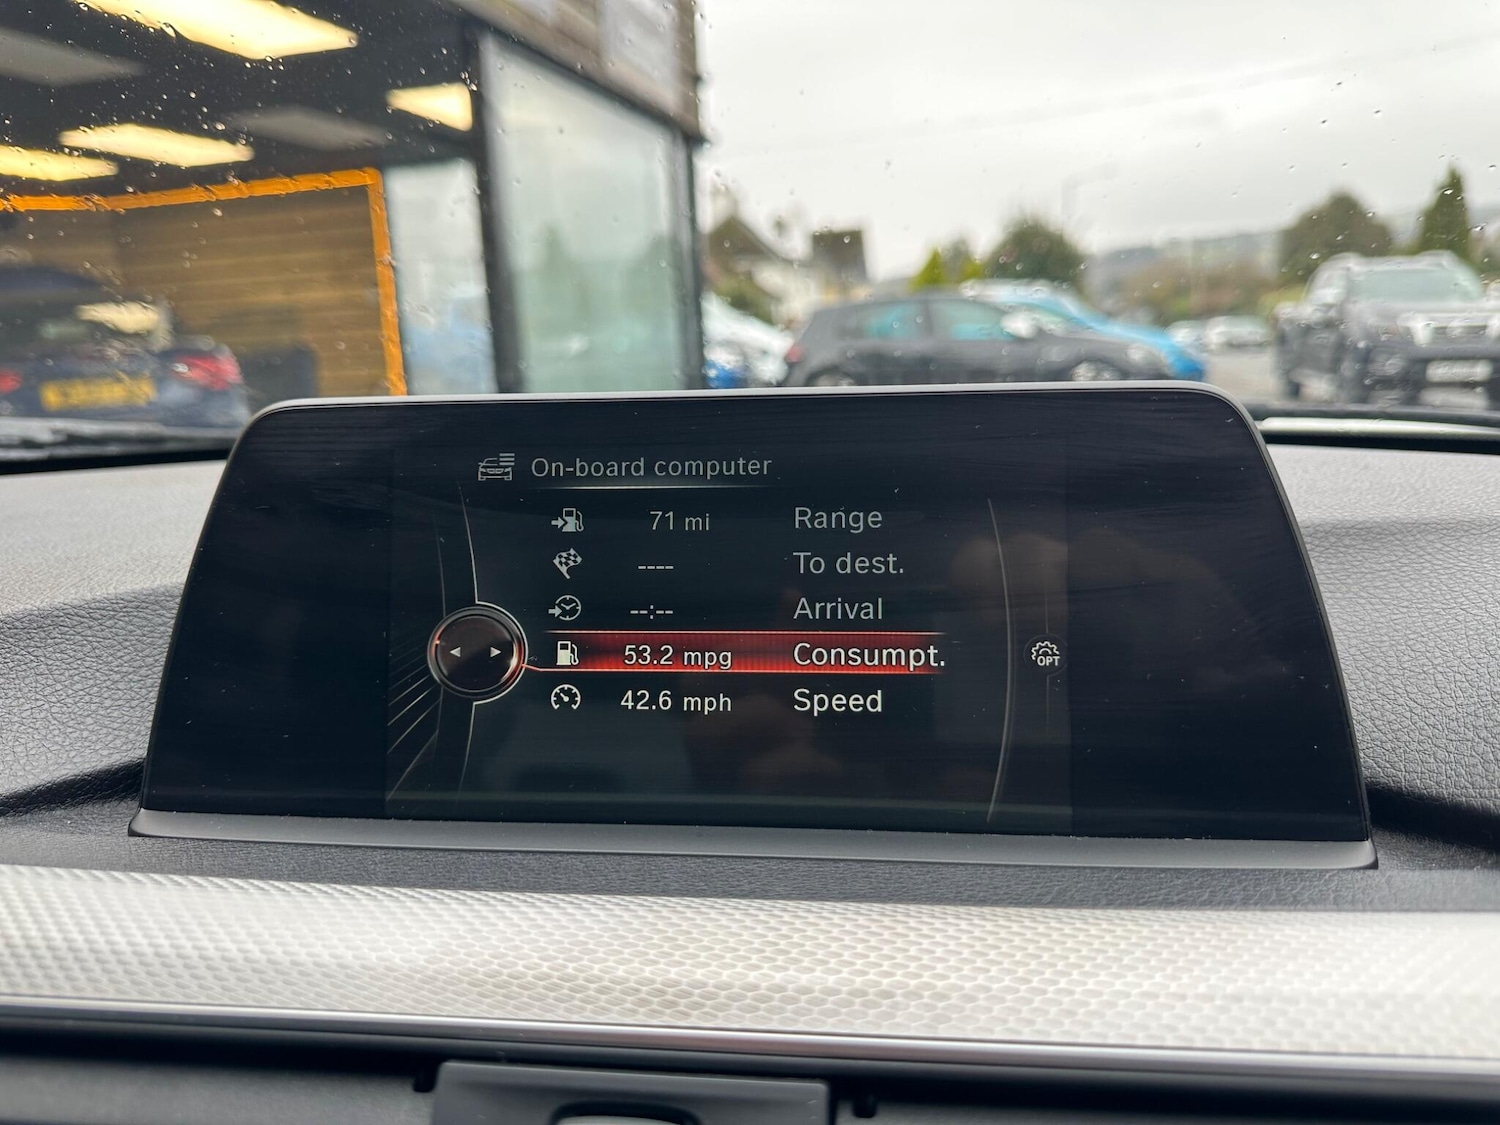 On-board computer
71 mi Range
---- To dest.
--:-- Arrival
53.2 mpg Consumpt.
OPT
42.6 mph Speed